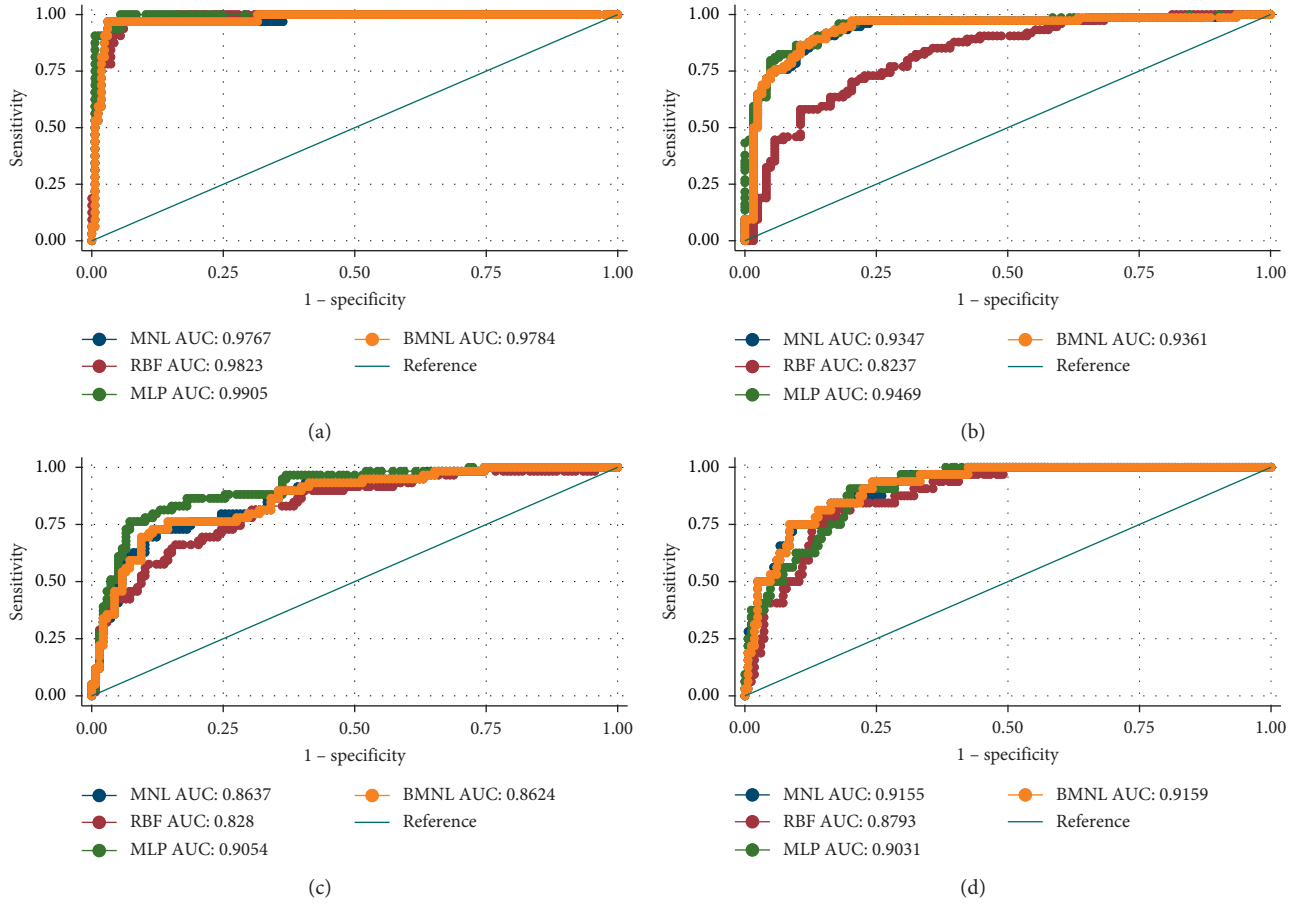 1.00
0.75
0.50
0.25
0.00
Sensitivity
0.00 0.25 0.50 0.75 1.00
1 – specificity
MNL AUC: 0.9767
RBF AUC: 0.9823
MLP AUC: 0.9905
BMNL AUC: 0.9784
Reference
(a)
1.00
0.75
0.50
0.25
0.00
Sensitivity
0.00 0.25 0.50 0.75 1.00
1 – specificity
MNL AUC: 0.9347
RBF AUC: 0.8237
MLP AUC: 0.9469
BMNL AUC: 0.9361
Reference
(b)
1.00
0.75
0.50
0.25
0.00
Sensitivity
0.00 0.25 0.50 0.75 1.00
1 – specificity
MNL AUC: 0.8637
RBF AUC: 0.828
MLP AUC: 0.9054
BMNL AUC: 0.8624
Reference
(c)
1.00
0.75
0.50
0.25
0.00
Sensitivity
0.00 0.25 0.50 0.75 1.00
1 – specificity
MNL AUC: 0.9155
RBF AUC: 0.8793
MLP AUC: 0.9031
BMNL AUC: 0.9159
Reference
(d)